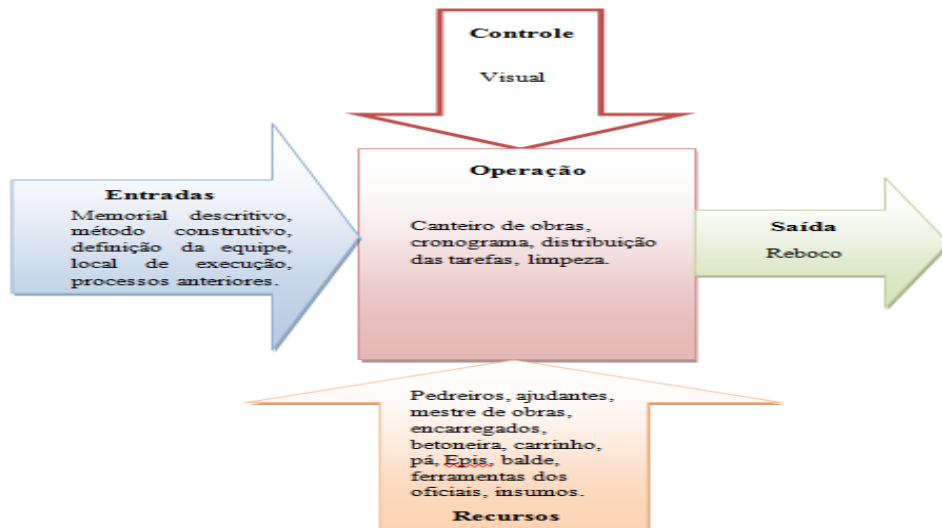 Controle
Visual
Entradas
Memorial descritivo,
método construtivo,
definição da equipe,
local de execução,
processos anteriores.
Operação
Canteiro de obras,
cronograma, distribuição
das tarefas, limpeza.
Saída
Reboco
Pedreiros, ajudantes,
mestre de obras,
encarregados,
betoneira, carrinho,
pá, Epis, balde,
ferramentas dos
oficiais, insumos.
Recursos